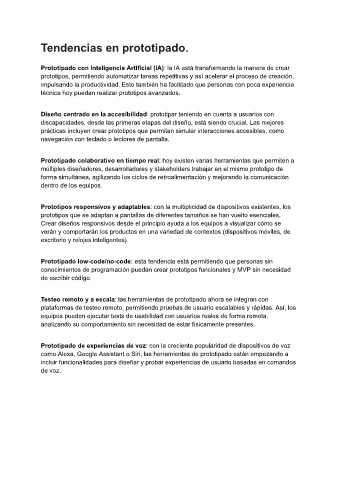 Tendencias en prototipado.
Prototipado con Inteligencia Artificial (IA): la IA está transformando la manera de crear
prototipos, permitiendo automatizar tareas repetitivas y así acelerar el proceso de creación,
impulsando la productividad. Esto también ha facilitado que personas con poca experiencia
técnica hoy puedan realizar prototipos avanzados.
Diseño centrado en la accesibilidad: prototipar teniendo en cuenta a usuarios con
discapacidades, desde las primeras etapas del diseño, está siendo crucial. Las mejores
prácticas incluyen crear prototipos que permitan simular interacciones accesibles, como
navegación con teclado o lectores de pantalla.
Prototipado colaborativo en tiempo real: hoy existen varias herramientas que permiten a
múltiples diseñadores, desarrolladores y stakeholders trabajar en el mismo prototipo de
forma simultánea, agilizando los ciclos de retroalimentación y mejorando la comunicación
dentro de los equipos.
Prototipos responsivos y adaptables: con la multiplicidad de dispositivos existentes, los
prototipos que se adaptan a pantallas de diferentes tamaños se han vuelto esenciales.
Crear diseños responsivos desde el principio ayuda a los equipos a visualizar cómo se
verán y comportarán los productos en una variedad de contextos (dispositivos móviles, de
escritorio y relojes inteligentes).
Prototipado low-code/no-code: esta tendencia está permitiendo que personas sin
conocimientos de programación puedan crear prototipos funcionales y MVP sin necesidad
de escribir código.
Testeo remoto y a escala: las herramientas de prototipado ahora se integran con
plataformas de testeo remoto, permitiendo pruebas de usuario escalables y rápidas. Así, los
equipos pueden ejecutar tests de usabilidad con usuarios reales de forma remota,
analizando su comportamiento sin necesidad de estar físicamente presentes.
Prototipado de experiencias de voz: con la creciente popularidad de dispositivos de voz
como Alexa, Google Assistant o Siri, las herramientas de prototipado están empezando a
incluir funcionalidades para diseñar y probar experiencias de usuario basadas en comandos
de voz.